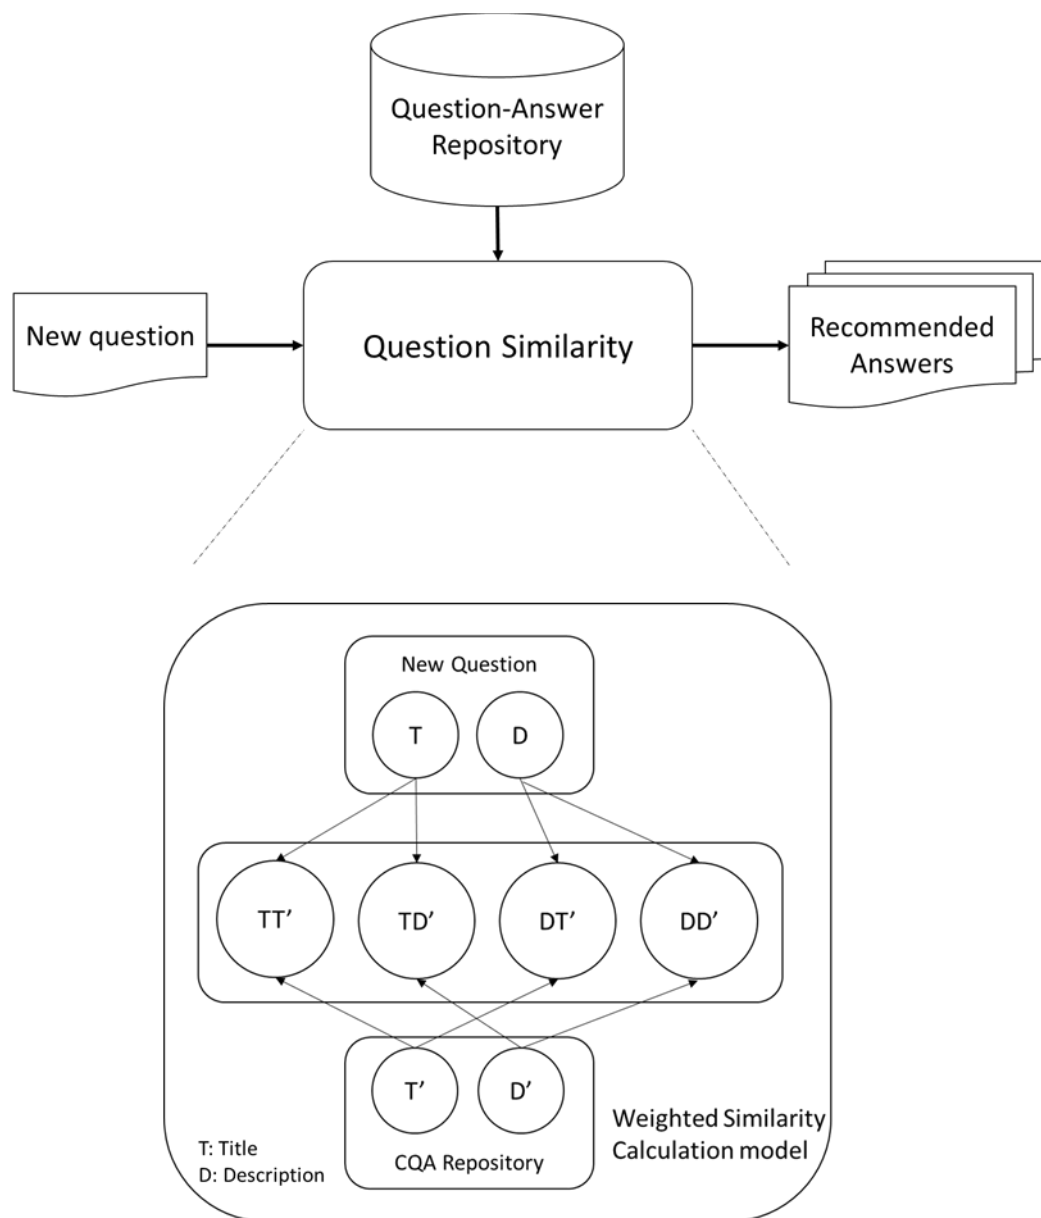 Question-Answer
Repository
New question
Question Similarity
Recommended
Answers
New Question
T
D
TT’
TD’
DT’
DD’
T’
D’
CQA Repository
T: Title
D: Description
Weighted Similarity
Calculation model